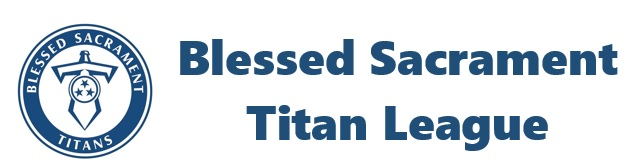 BLESSED SACRAMENT
TITANS
Blessed Sacrament
Titan League